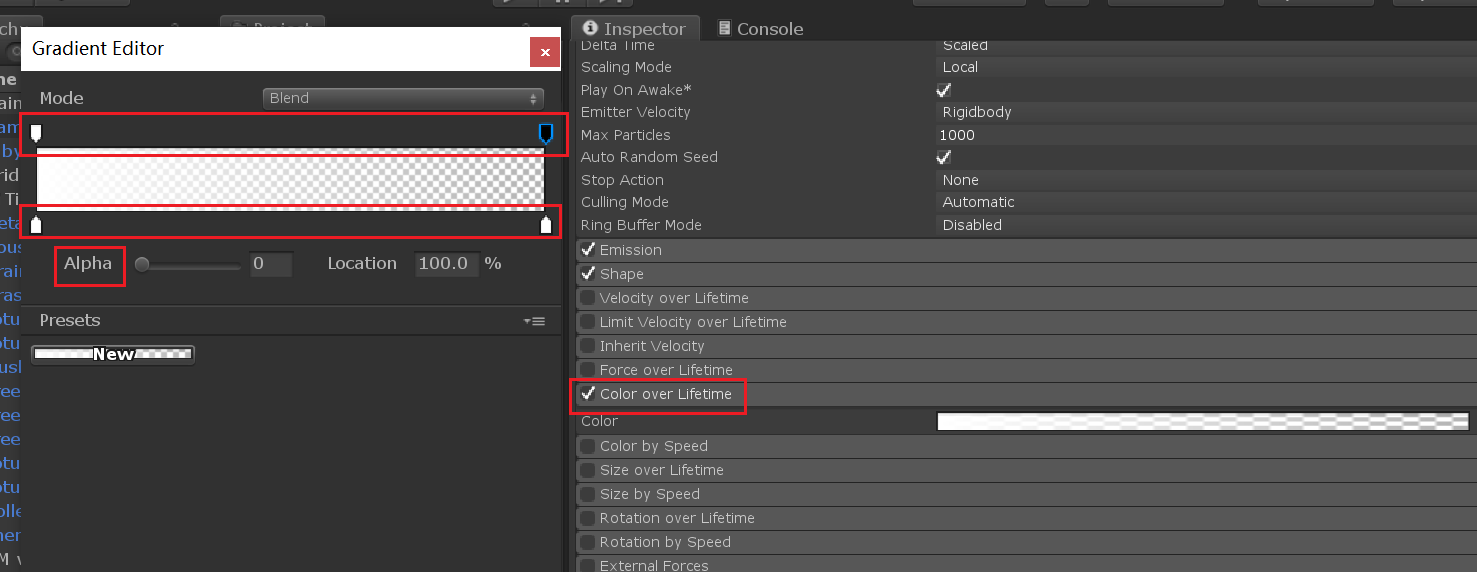 Project
Inspector
Console
Gradient Editor
Mode
Blend
Alpha
0
Location
100.0
%
Presets
New
Delta Time
Scaled
Scaling Mode
Local
Play On Awake*
Emitter Velocity
Rigidbody
Max Particles
1000
Auto Random Seed
Stop Action
None
Culling Mode
Automatic
Ring Buffer Mode
Disabled
Emission
Shape
Velocity over Lifetime
Limit Velocity over Lifetime
Inherit Velocity
Force over Lifetime
Color over Lifetime
Color
Color by Speed
Size over Lifetime
Size by Speed
Rotation over Lifetime
Rotation by Speed
External Forces